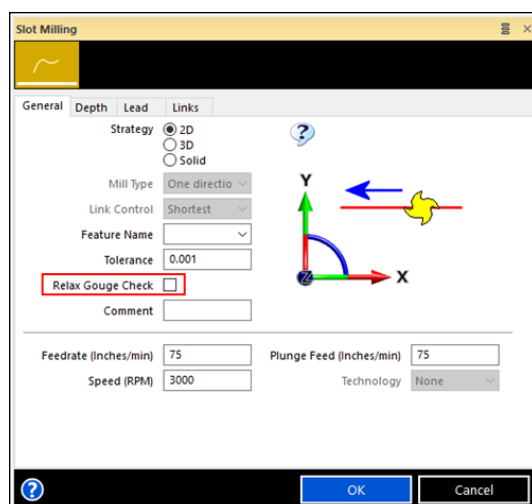 Slot Milling
General Depth Lead Links
Strategy 2D
3D
Solid
Mill Type One directio
Link Control Shortest
Feature Name
Tolerance 0.001
Relax Gouge Check
Comment
Y
X
Z
Feedrate (Inches/min) 75 Plunge Feed (Inches/min) 75
Speed (RPM) 3000 Technology None
OK Cancel